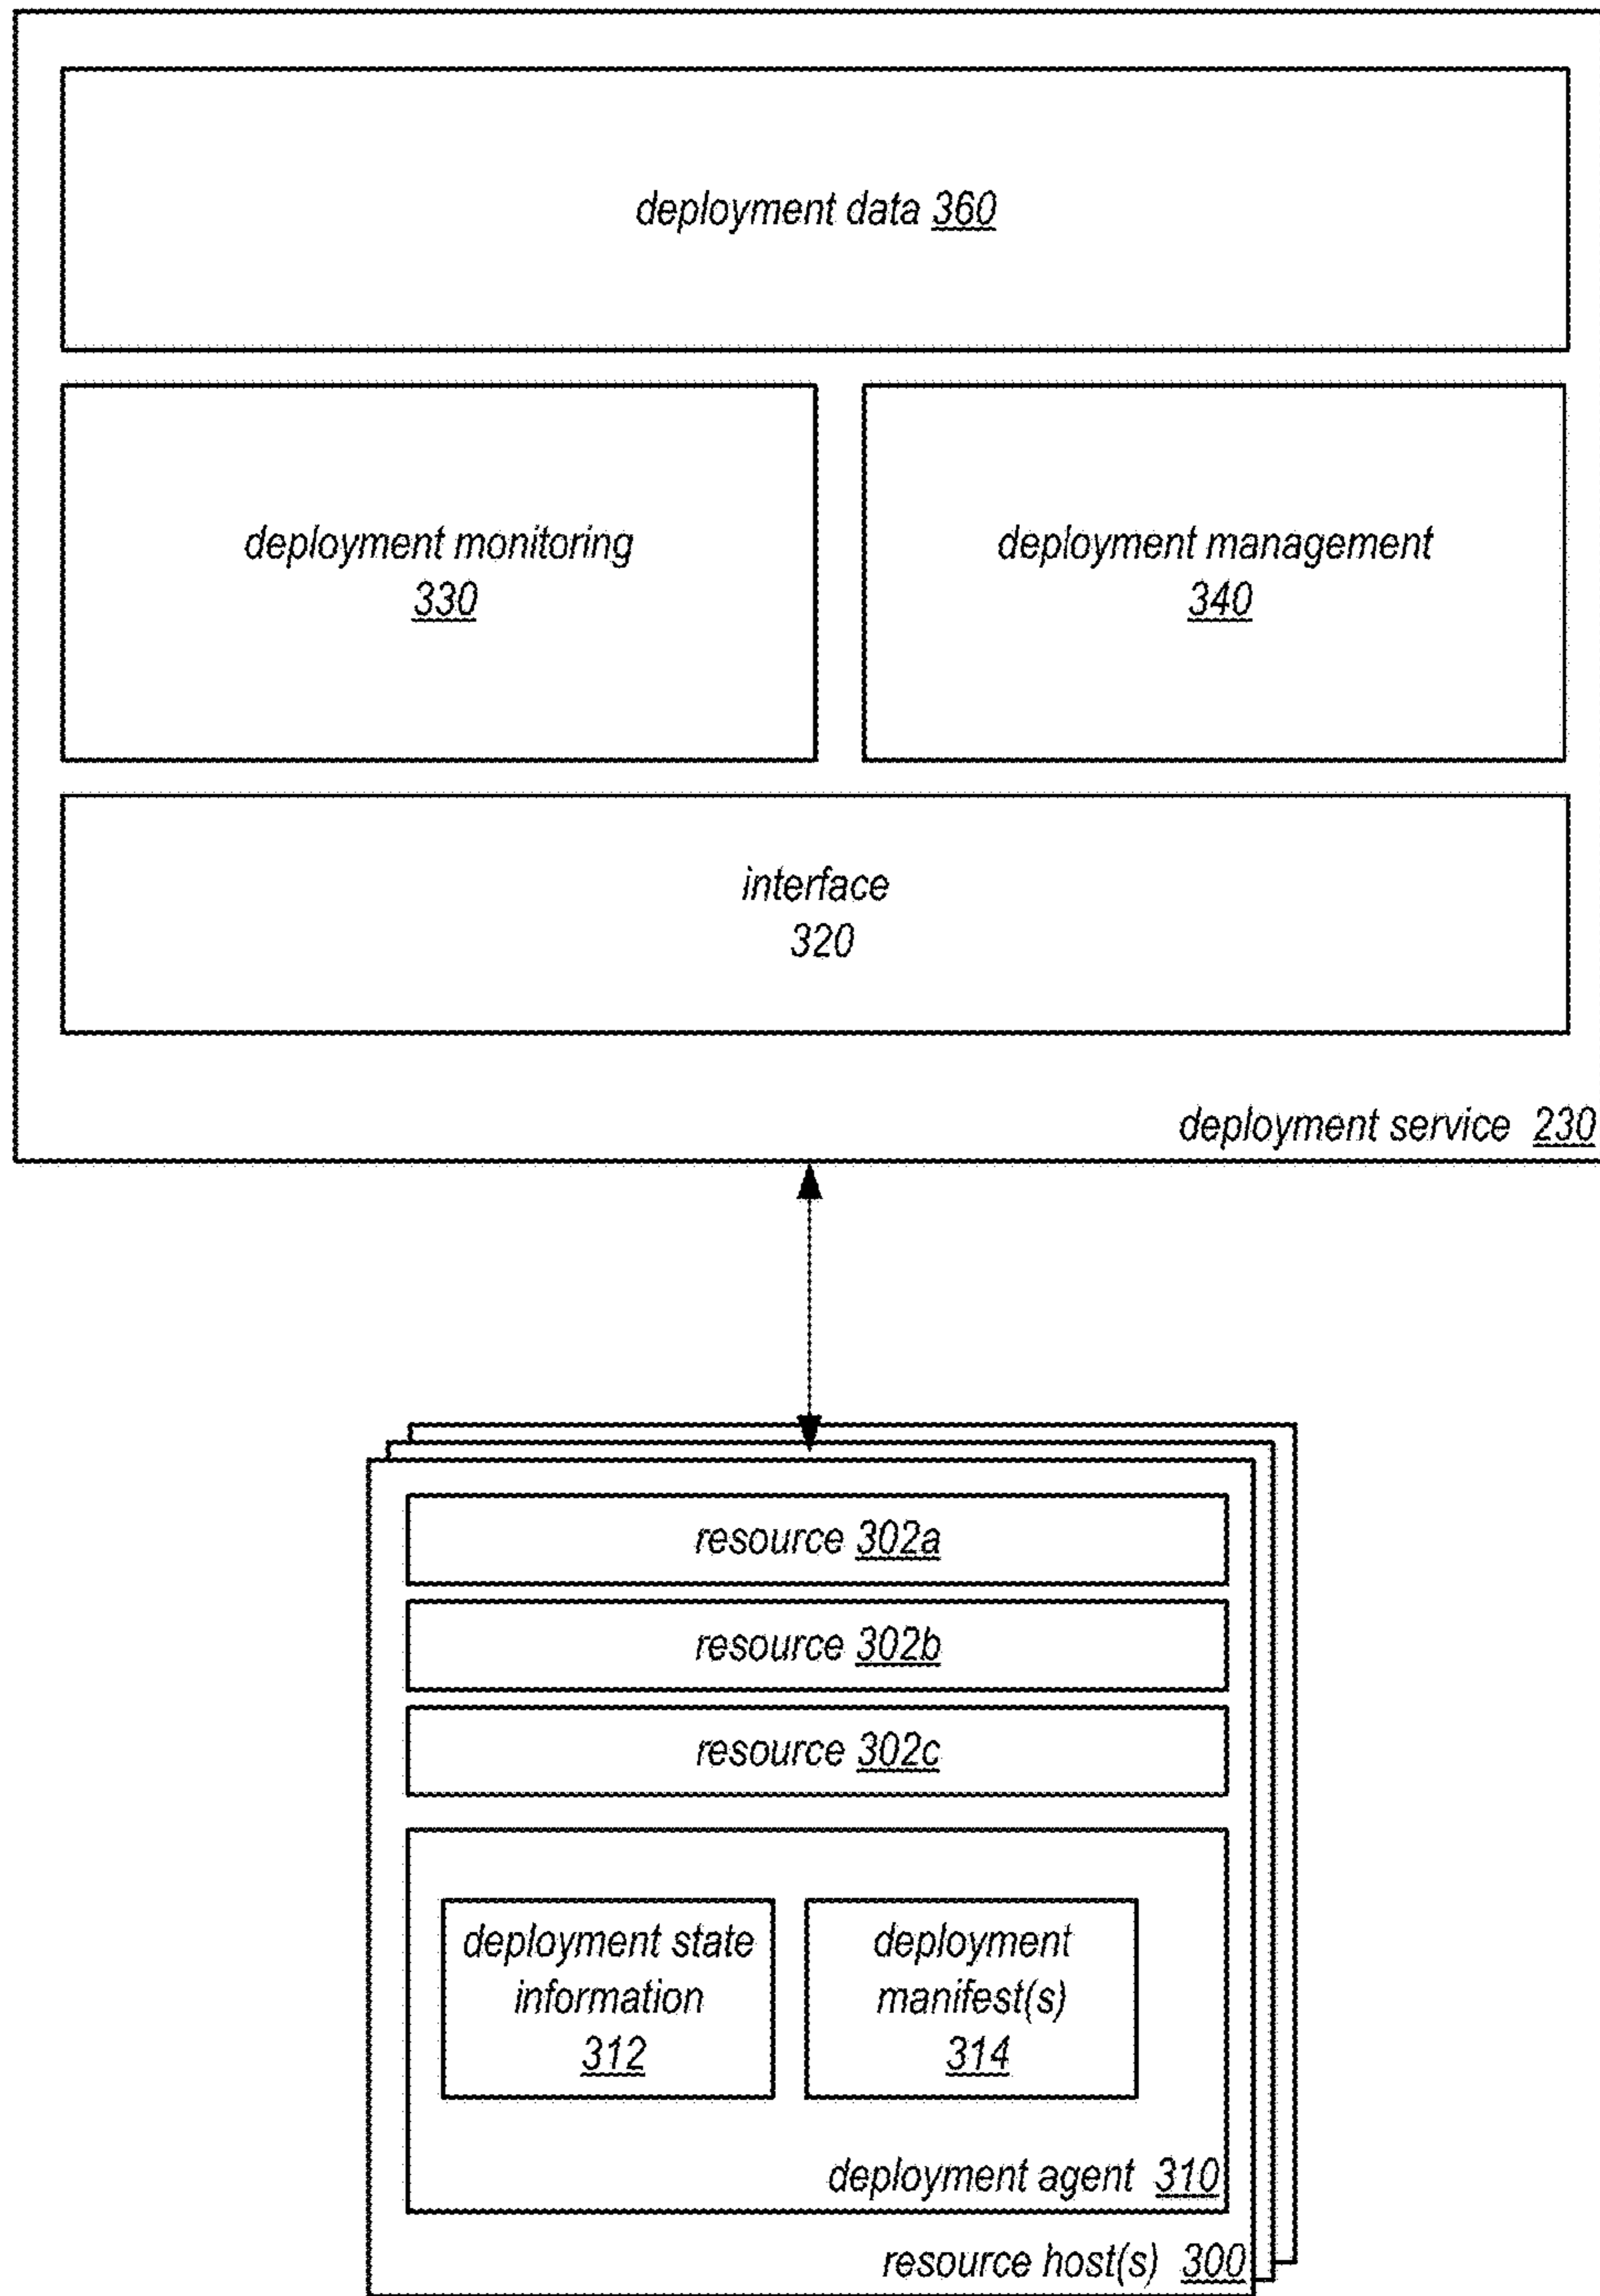 deployment data 360
deployment monitoring
330
deployment management
340
interface
320
deployment service 230
resource 302a
resource 302b
resource 302c
deployment state
information
312
deployment
manifest(s)
314
deployment agent 310
resource host(s) 300